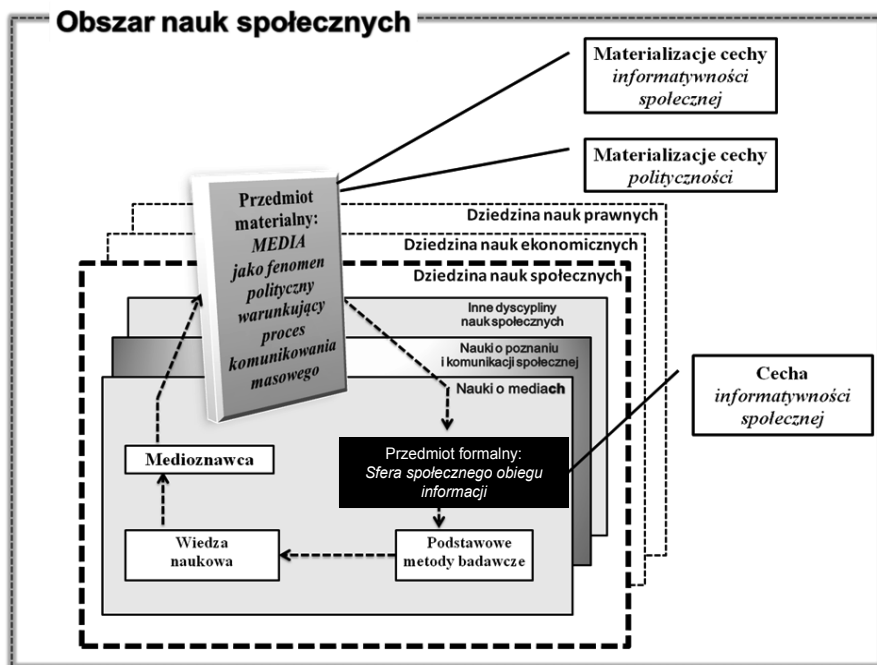 Obszar nauk społecznych
Materializacje cechy
informatywności
społecznej
Materializacje cechy
polityczności
Przedmiot
materialny:
MEDIA
jako fenomen
polityczny
warunkujący
proces
komunikowania
masowego
Dziedzina nauk prawnych
Dziedzina nauk ekonomicznych
Dziedzina nauk społecznych
Inne dyscypliny
nauk społecznych
Nauki o poznaniu
i komunikacji społecznej
Nauki o mediach
Cecha
informatywności
społecznej
Medioznawca
Przedmiot formalny:
Sfera społecznego obiegu
informacji
Wiedza
naukowa
Podstawowe
metody badawcze